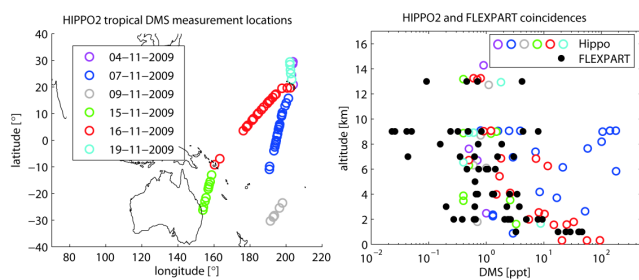 HIPPO2 tropical DMS measurement locations
40
30
20
10
0
−10
−20
−30
−40
latitude [°]
04−11−2009
07−11−2009
09−11−2009
15−11−2009
16−11−2009
19−11−2009
80 100 120 140 160 180 200 220
longitude [°]
HIPPO2 and FLEXPART coincidences
16
14
12
10
8
6
4
2
0
altitude [km]
Hippo
FLEXPART
10−2 10−1 100 101 102
DMS [ppt]